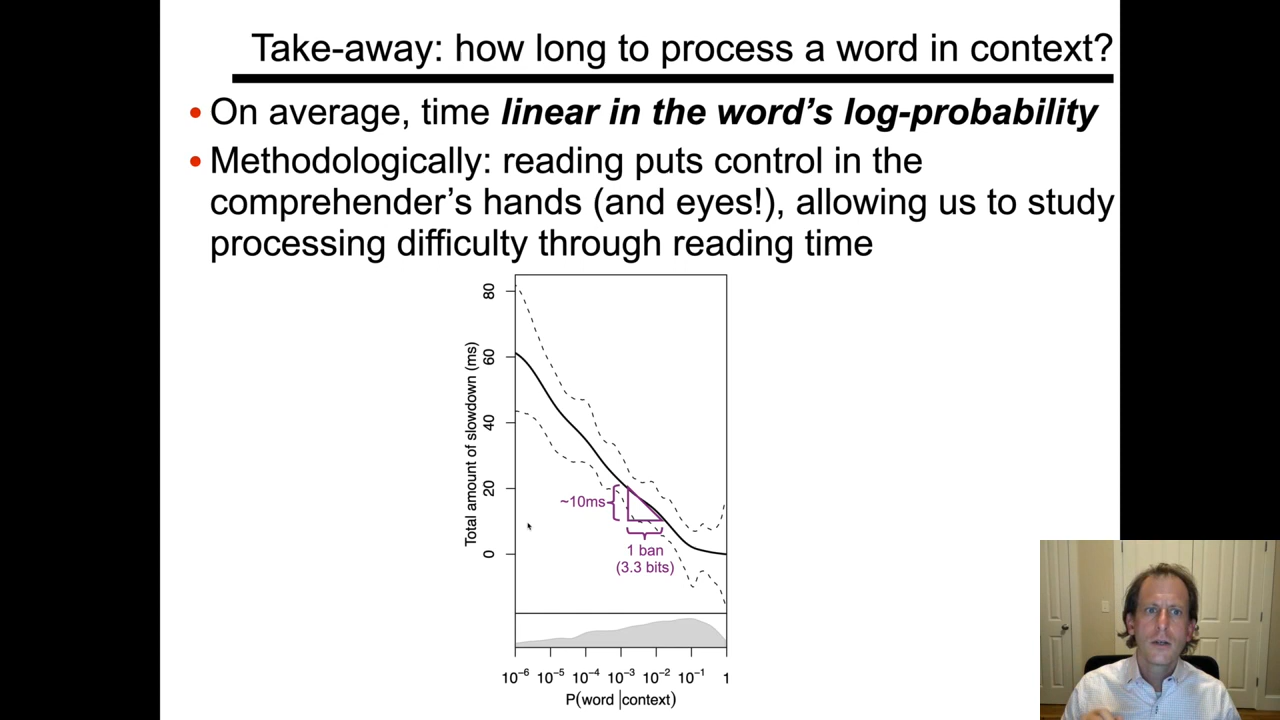 Take-away: how long to process a word in context?
• On average, time linear in the word's log-probability
• Methodologically: reading puts control in the
comprehender's hands (and eyes!), allowing us to study
processing difficulty through reading time
Total amount of slowdown (ms)
80
60
40
20
0
~10ms
1 ban
(3.3 bits)
10⁻⁶ 10⁻⁵ 10⁻⁴ 10⁻³ 10⁻² 10⁻¹ 1
P(word |context)